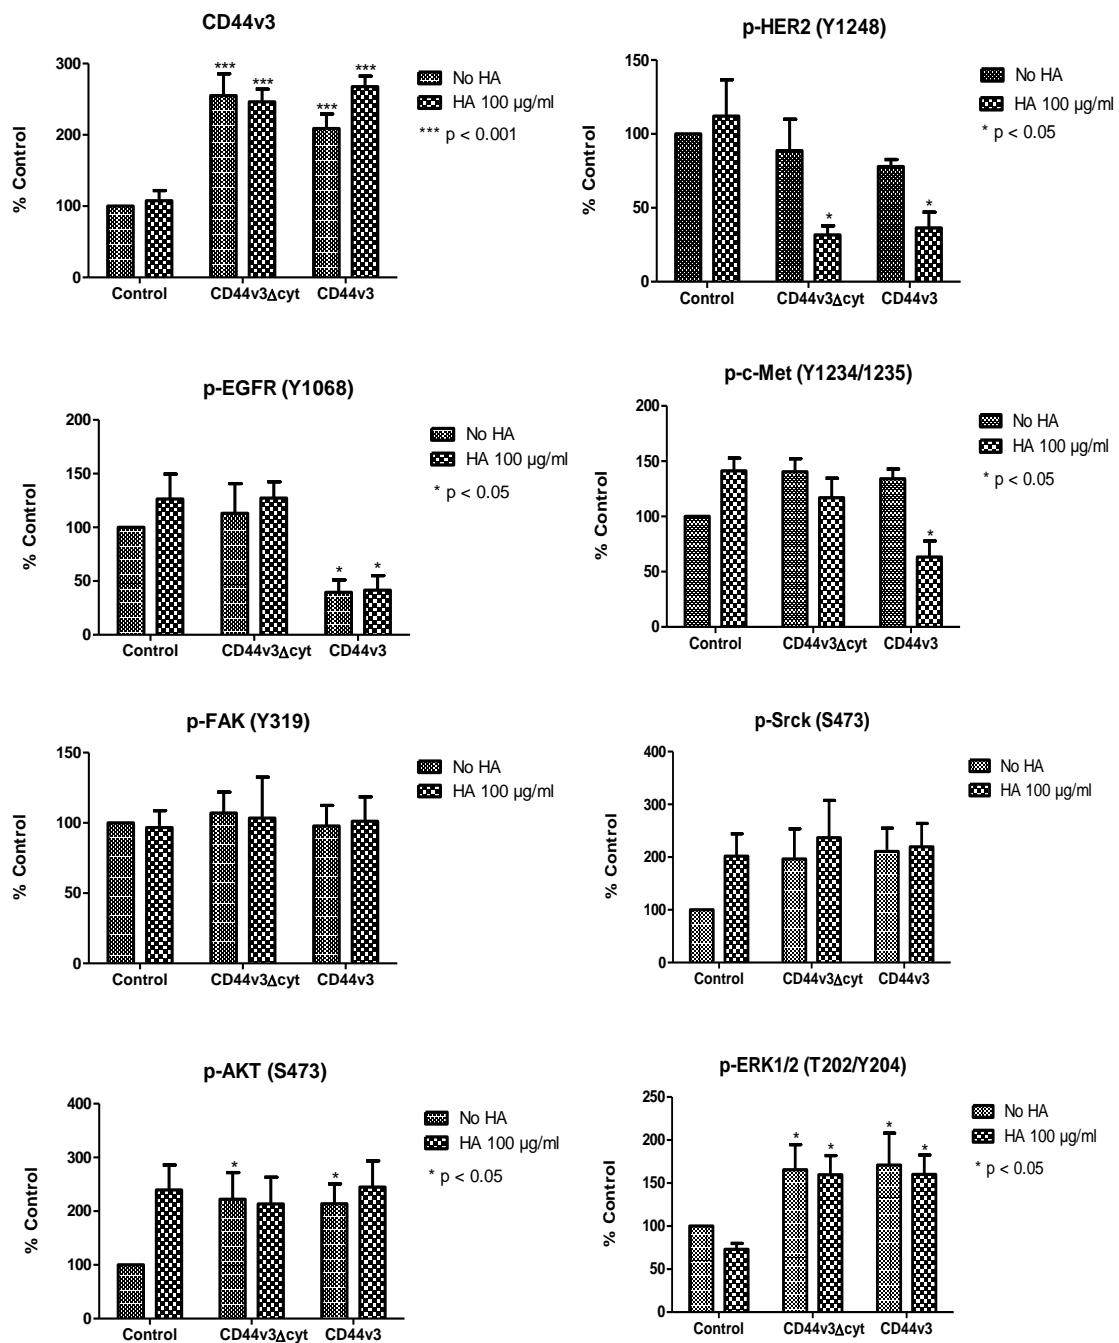 CD44v3
% Control
300
200
100
0
***
***
***
***
Control
CD44v3Δcyt
CD44v3
No HA
HA 100 µg/ml
*** p < 0.001
p-HER2 (Y1248)
% Control
150
100
50
0
*
*
Control
CD44v3Δcyt
CD44v3
No HA
HA 100 µg/ml
* p < 0.05
p-EGFR (Y1068)
% Control
200
150
100
50
0
*
*
Control
CD44v3Δcyt
CD44v3
No HA
HA 100 µg/ml
* p < 0.05
p-c-Met (Y1234/1235)
% Control
200
150
100
50
0
*
Control
CD44v3Δcyt
CD44v3
No HA
HA 100 µg/ml
* p < 0.05
p-FAK (Y319)
% Control
150
100
50
0
Control
CD44v3Δcyt
CD44v3
No HA
HA 100 µg/ml
p-Srck (S473)
% Control
400
300
200
100
0
Control
CD44v3Δcyt
CD44v3
No HA
HA 100 µg/ml
p-AKT (S473)
% Control
400
300
200
100
0
*
*
Control
CD44v3Δcyt
CD44v3
No HA
HA 100 µg/ml
* p < 0.05
p-ERK1/2 (T202/Y204)
% Control
250
200
150
100
50
0
*
*
*
*
Control
CD44v3Δcyt
CD44v3
No HA
HA 100 µg/ml
* p < 0.05